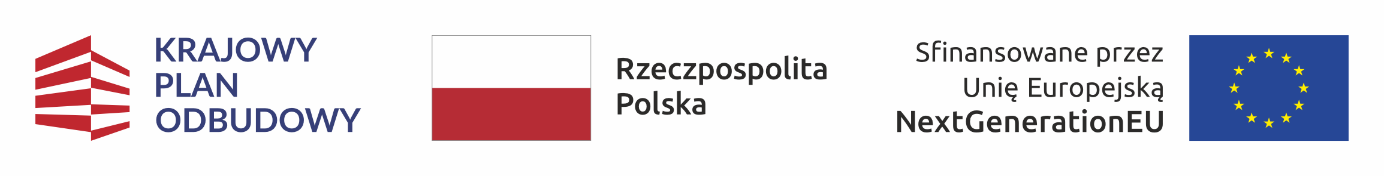 KRAJOWY
PLAN
ODBUDOWY
Rzeczpospolita
Polska
Sfinansowane przez
Unię Europejską
NextGenerationEU